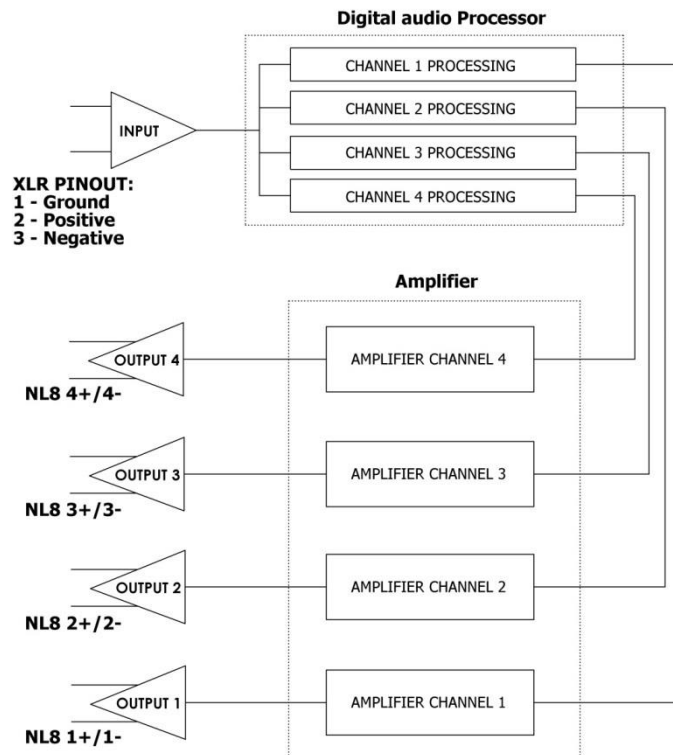 Digital audio Processor
CHANNEL 1 PROCESSING
CHANNEL 2 PROCESSING
CHANNEL 3 PROCESSING
CHANNEL 4 PROCESSING
INPUT
XLR PINOUT:
1 - Ground
2 - Positive
3 - Negative
Amplifier
OUTPUT 4
AMPLIFIER CHANNEL 4
NL8 4+/4-
OUTPUT 3
AMPLIFIER CHANNEL 3
NL8 3+/3-
OUTPUT 2
AMPLIFIER CHANNEL 2
NL8 2+/2-
OUTPUT 1
AMPLIFIER CHANNEL 1
NL8 1+/1-